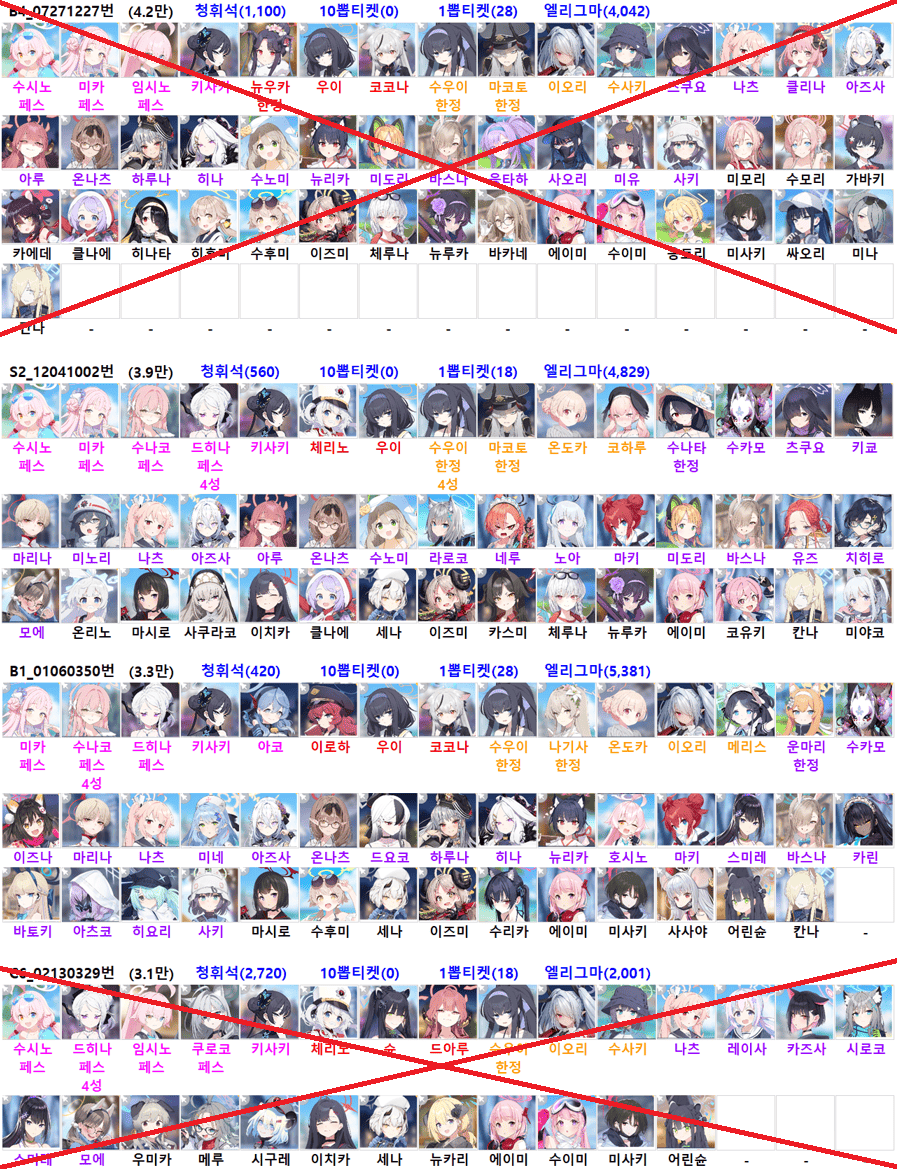 B4_07271227번 (4.2만) 청휘석(1,100) 10뽑티켓(0) 1뽑티켓(28) 엘리그마(4,042)
수시노 미카 임시노 키사키 뉴우카 우이 코코나 수우이 마코토 이오리 수사키 츠쿠요 나츠 클리나 아즈사
페스 페스 페스 한정 한정 한정
아루 온나츠 하루나 히나 수노미 뉴리카 미도리 바스나 응타하 사오리 미유 사키 미모리 수모리 가바키
카에데 클나에 히나타 히후미 수후미 이즈미 체루나 뉴루카 바카네 에이미 수이미 미사키 싸오리 미나
칸나 - - - - - - - - - - - - - -
S2_12041002번 (3.9만) 청휘석(560) 10뽑티켓(0) 1뽑티켓(18) 엘리그마(4,829)
수시노 미카 수나코 드히나 키사키 체리노 우이 수우이 마코토 온도카 코하루 수나타 수카모 츠쿠요 키쿄
페스 페스 페스 페스 한정 한정 한정
4성 4성
마리나 미노리 나츠 아즈사 아루 온나츠 수노미 라로코 네루 노아 마키 미도리 바스나 유즈 치히로
모에 온리노 마시로 사쿠라코 이치카 클나에 세나 이즈미 카스미 체루나 뉴루카 에이미 코유키 칸나 미야코
B1_01060350번 (3.3만) 청휘석(420) 10뽑티켓(0) 1뽑티켓(28) 엘리그마(5,381)
미카 수나코 드히나 키사키 아코 이로하 우이 코코나 수우이 나기사 온도카 이오리 메리스 운마리 수카모
페스 페스 페스 한정 한정 한정
4성
이즈나 마리나 나츠 미네 아즈사 온나츠 드요코 하루나 히나 뉴리카 호시노 마키 스미레 바스나 카린
바토키 아츠코 히요리 사키 마시로 수후미 세나 이즈미 수리카 에이미 미사키 사사야 어린슌 칸나 -
C6_02130329번 (3.1만) 청휘석(2,720) 10뽑티켓(0) 1뽑티켓(18) 엘리그마(2,001)
수시노 드히나 임시노 쿠로코 키사키 체리노 슌 드아루 수우이 이오리 수사키 나츠 레이사 카즈사 시로코
페스 페스 페스 페스 한정
4성
스미레 모에 우미카 메루 시구레 이치카 세나 뉴카리 에이미 수이미 미사키 어린슌 - - -